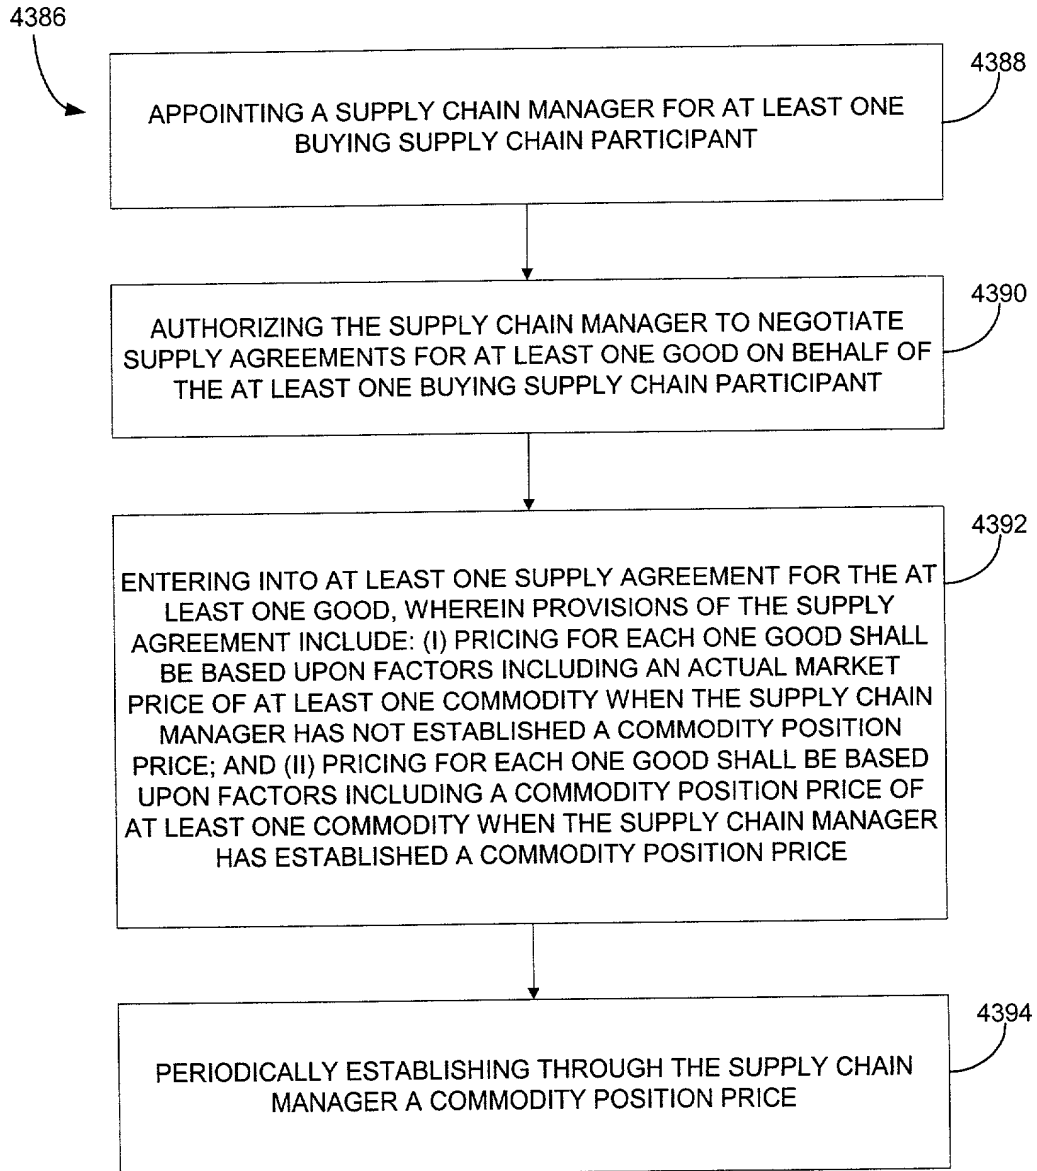 4386
4388
APPOINTING A SUPPLY CHAIN MANAGER FOR AT LEAST ONE
BUYING SUPPLY CHAIN PARTICIPANT
4390
AUTHORIZING THE SUPPLY CHAIN MANAGER TO NEGOTIATE
SUPPLY AGREEMENTS FOR AT LEAST ONE GOOD ON BEHALF OF
THE AT LEAST ONE BUYING SUPPLY CHAIN PARTICIPANT
4392
ENTERING INTO AT LEAST ONE SUPPLY AGREEMENT FOR THE AT
LEAST ONE GOOD, WHEREIN PROVISIONS OF THE SUPPLY
AGREEMENT INCLUDE: (I) PRICING FOR EACH ONE GOOD SHALL
BE BASED UPON FACTORS INCLUDING AN ACTUAL MARKET
PRICE OF AT LEAST ONE COMMODITY WHEN THE SUPPLY CHAIN
MANAGER HAS NOT ESTABLISHED A COMMODITY POSITION
PRICE; AND (II) PRICING FOR EACH ONE GOOD SHALL BE BASED
UPON FACTORS INCLUDING A COMMODITY POSITION PRICE OF
AT LEAST ONE COMMODITY WHEN THE SUPPLY CHAIN MANAGER
HAS ESTABLISHED A COMMODITY POSITION PRICE
4394
PERIODICALLY ESTABLISHING THROUGH THE SUPPLY CHAIN
MANAGER A COMMODITY POSITION PRICE